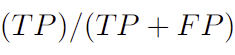 (TP)/(TP + FP)